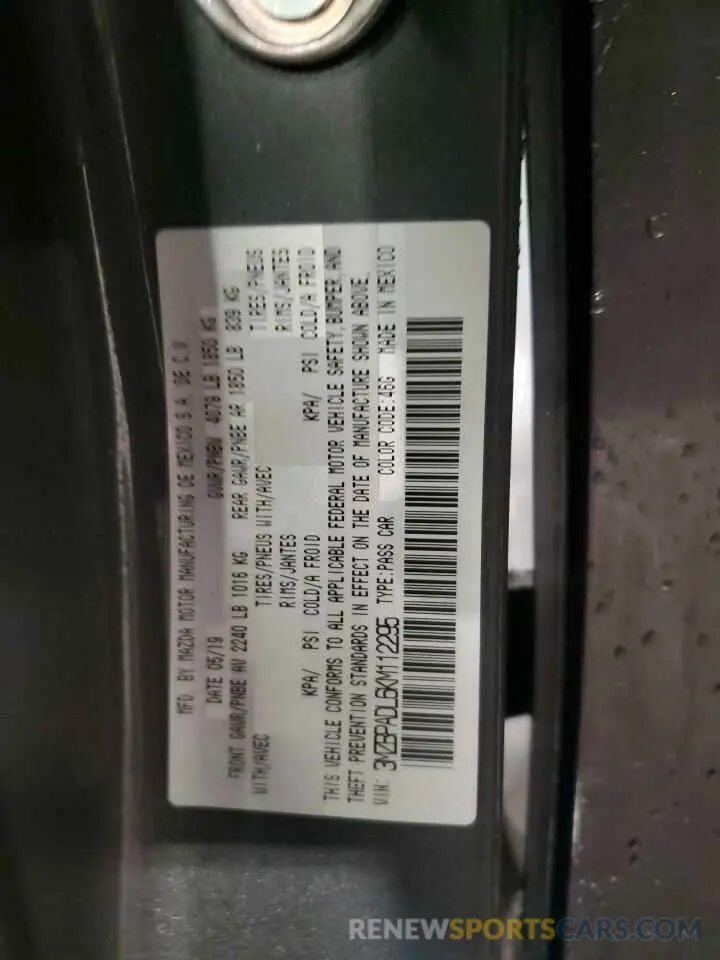 MFD BY MAZDA MOTOR MANUFACTURING DE MEXICO S.A. DE C.V.
DATE 05/19 GVWR/PNBV 4079 LB 1850 KG
FRONT GAWR/PNBE AV 2240 LB 1016 KG REAR GAWR/PNBE AR 1850 LB 839 KG
WITH/AVEC TIRES/PNEUS WITH/AVEC TIRES/PNEUS
RIMS/JANTES RIMS/JANTES
KPA/ PSI COLD/A FROID KPA/ PSI COLD/A FROID
THIS VEHICLE CONFORMS TO ALL APPLICABLE FEDERAL MOTOR VEHICLE SAFETY, BUMPER AND
THEFT PREVENTION STANDARDS IN EFFECT ON THE DATE OF MANUFACTURE SHOWN ABOVE.
VIN: 3MZBPADL6KM112295 TYPE:PASS CAR COLOR CODE:46G MADE IN MEXICO
RENEWSPORTSCARS.COM